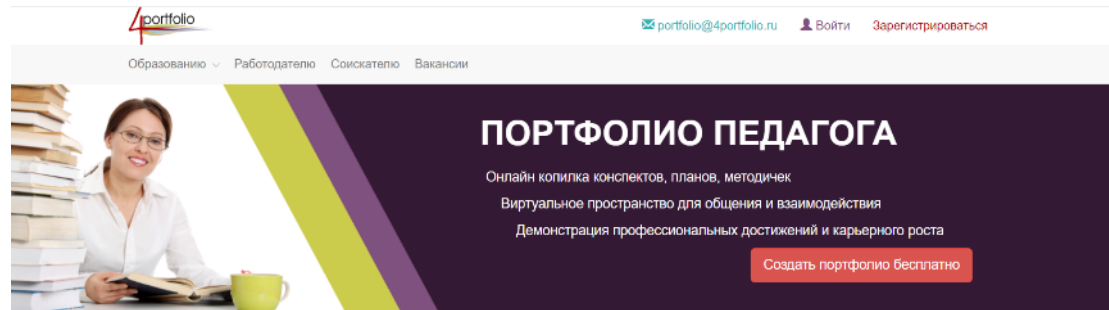 4portfolio
portfolio@4portfolio.ru Войти Зарегистрироваться
Образованию Работодателю Соискателю Вакансии
ПОРТФОЛИО ПЕДАГОГА
Онлайн копилка конспектов, планов, методичек
Виртуальное пространство для общения и взаимодействия
Демонстрация профессиональных достижений и карьерного роста
Создать портфолио бесплатно